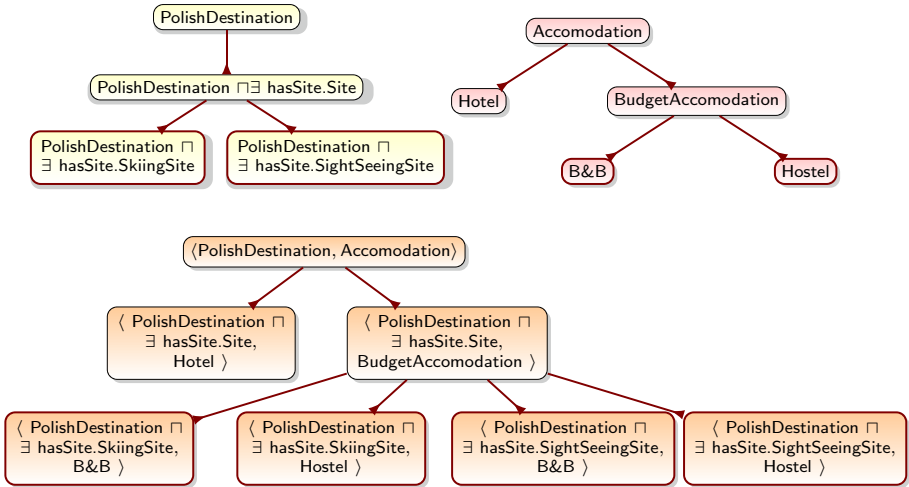 PolishDestination
PolishDestination ⊓∃ hasSite.Site
PolishDestination ⊓
∃ hasSite.SkiingSite
PolishDestination ⊓
∃ hasSite.SightSeeingSite
Accomodation
Hotel
BudgetAccomodation
B&B
Hostel
⟨PolishDestination, Accomodation⟩
⟨ PolishDestination ⊓
∃ hasSite.Site,
Hotel ⟩
⟨ PolishDestination ⊓
∃ hasSite.Site,
BudgetAccomodation ⟩
⟨ PolishDestination ⊓
∃ hasSite.SkiingSite,
B&B ⟩
⟨ PolishDestination ⊓
∃ hasSite.SkiingSite,
Hostel ⟩
⟨ PolishDestination ⊓
∃ hasSite.SightSeeingSite,
B&B ⟩
⟨ PolishDestination ⊓
∃ hasSite.SightSeeingSite,
Hostel ⟩